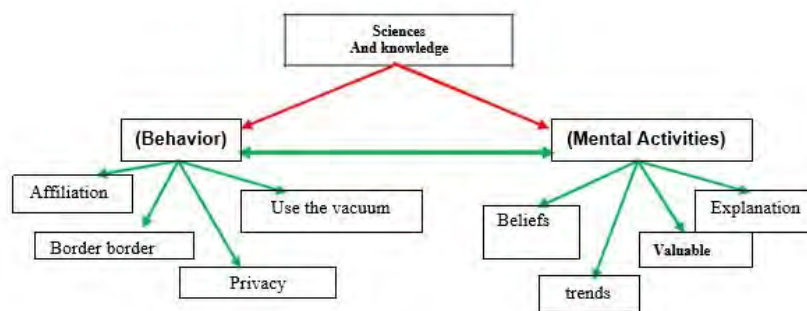 Sciences
And knowledge
(Behavior)
(Mental Activities)
Affiliation
Use the vacuum
Border border
Privacy
Beliefs
Explanation
Valuable
trends